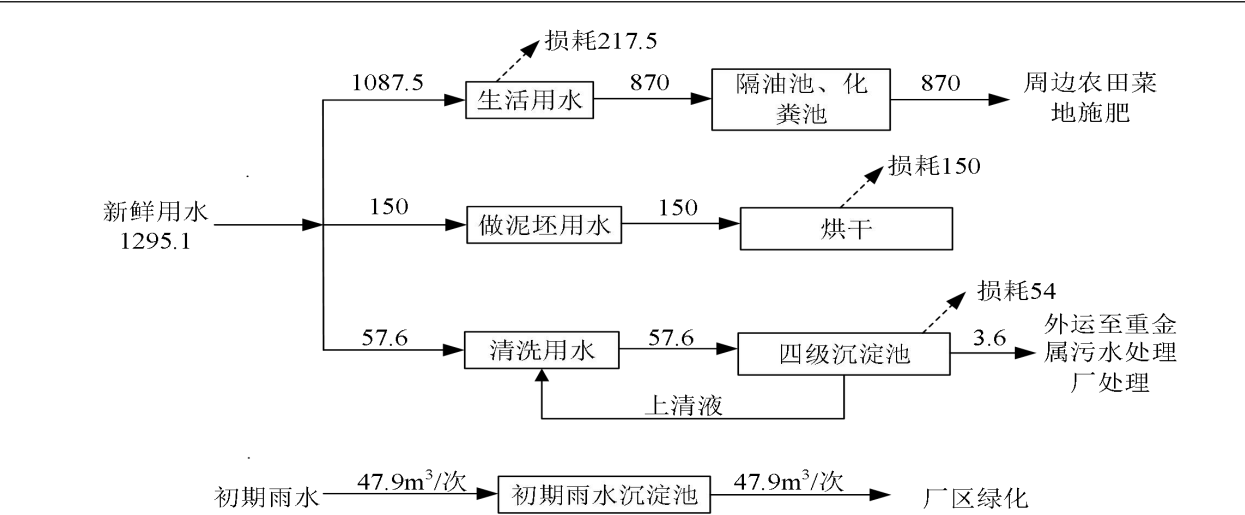 损耗217.5
1087.5
生活用水
870
隔油池、化
粪池
870
周边农田菜
地施肥
新鲜用水
1295.1
150
做泥坯用水
150
烘干
损耗150
57.6
清洗用水
57.6
四级沉淀池
损耗54
3.6
外运至重金
属污水处理
厂处理
上清液
初期雨水
47.9m³/次
初期雨水沉淀池
47.9m³/次
厂区绿化